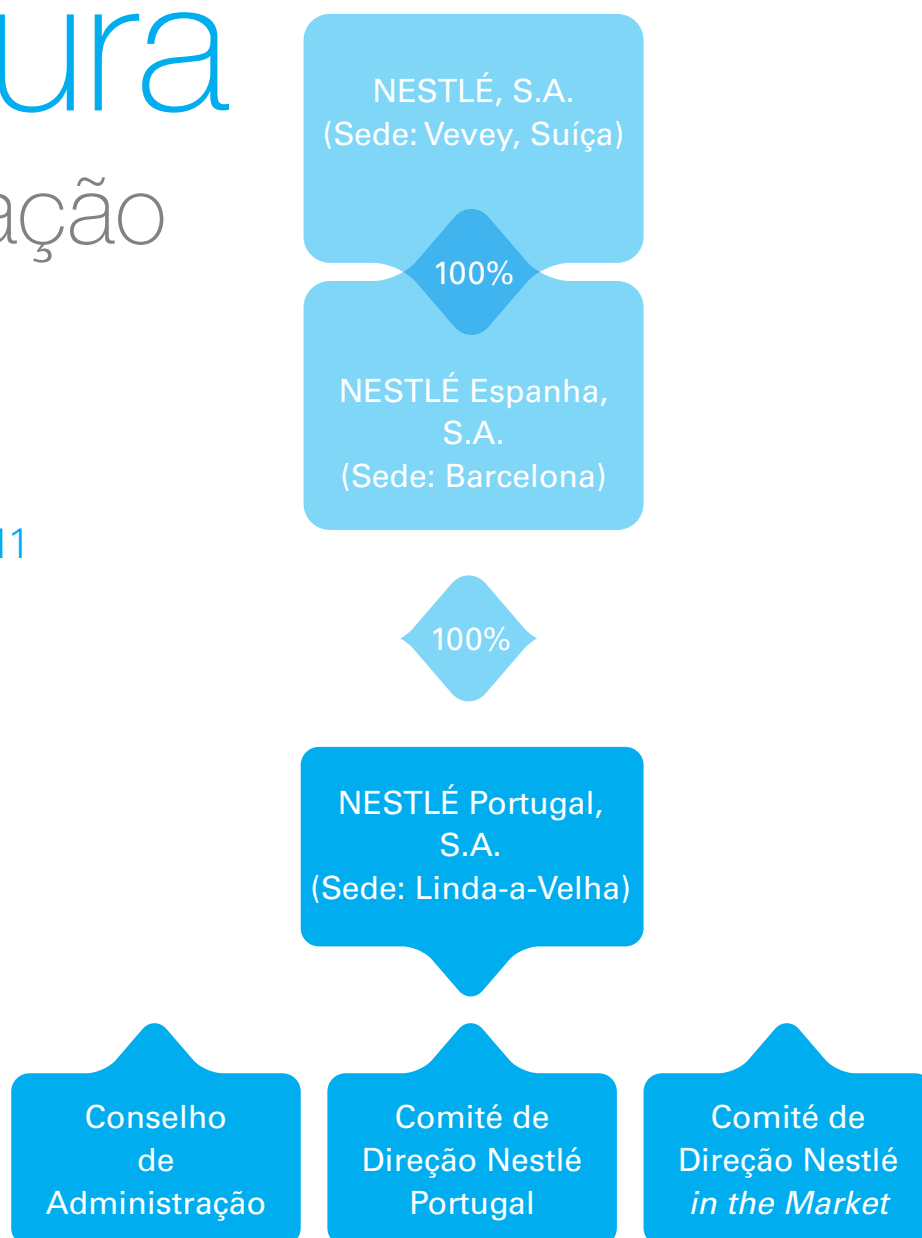 ura
ação
11
NESTLÉ, S.A.
(Sede: Vevey, Suíça)
100%
NESTLÉ Espanha,
S.A.
(Sede: Barcelona)
100%
NESTLÉ Portugal,
S.A.
(Sede: Linda-a-Velha)
Conselho
de
Administração
Comité de
Direção Nestlé
Portugal
Comité de
Direção Nestlé
in the Market